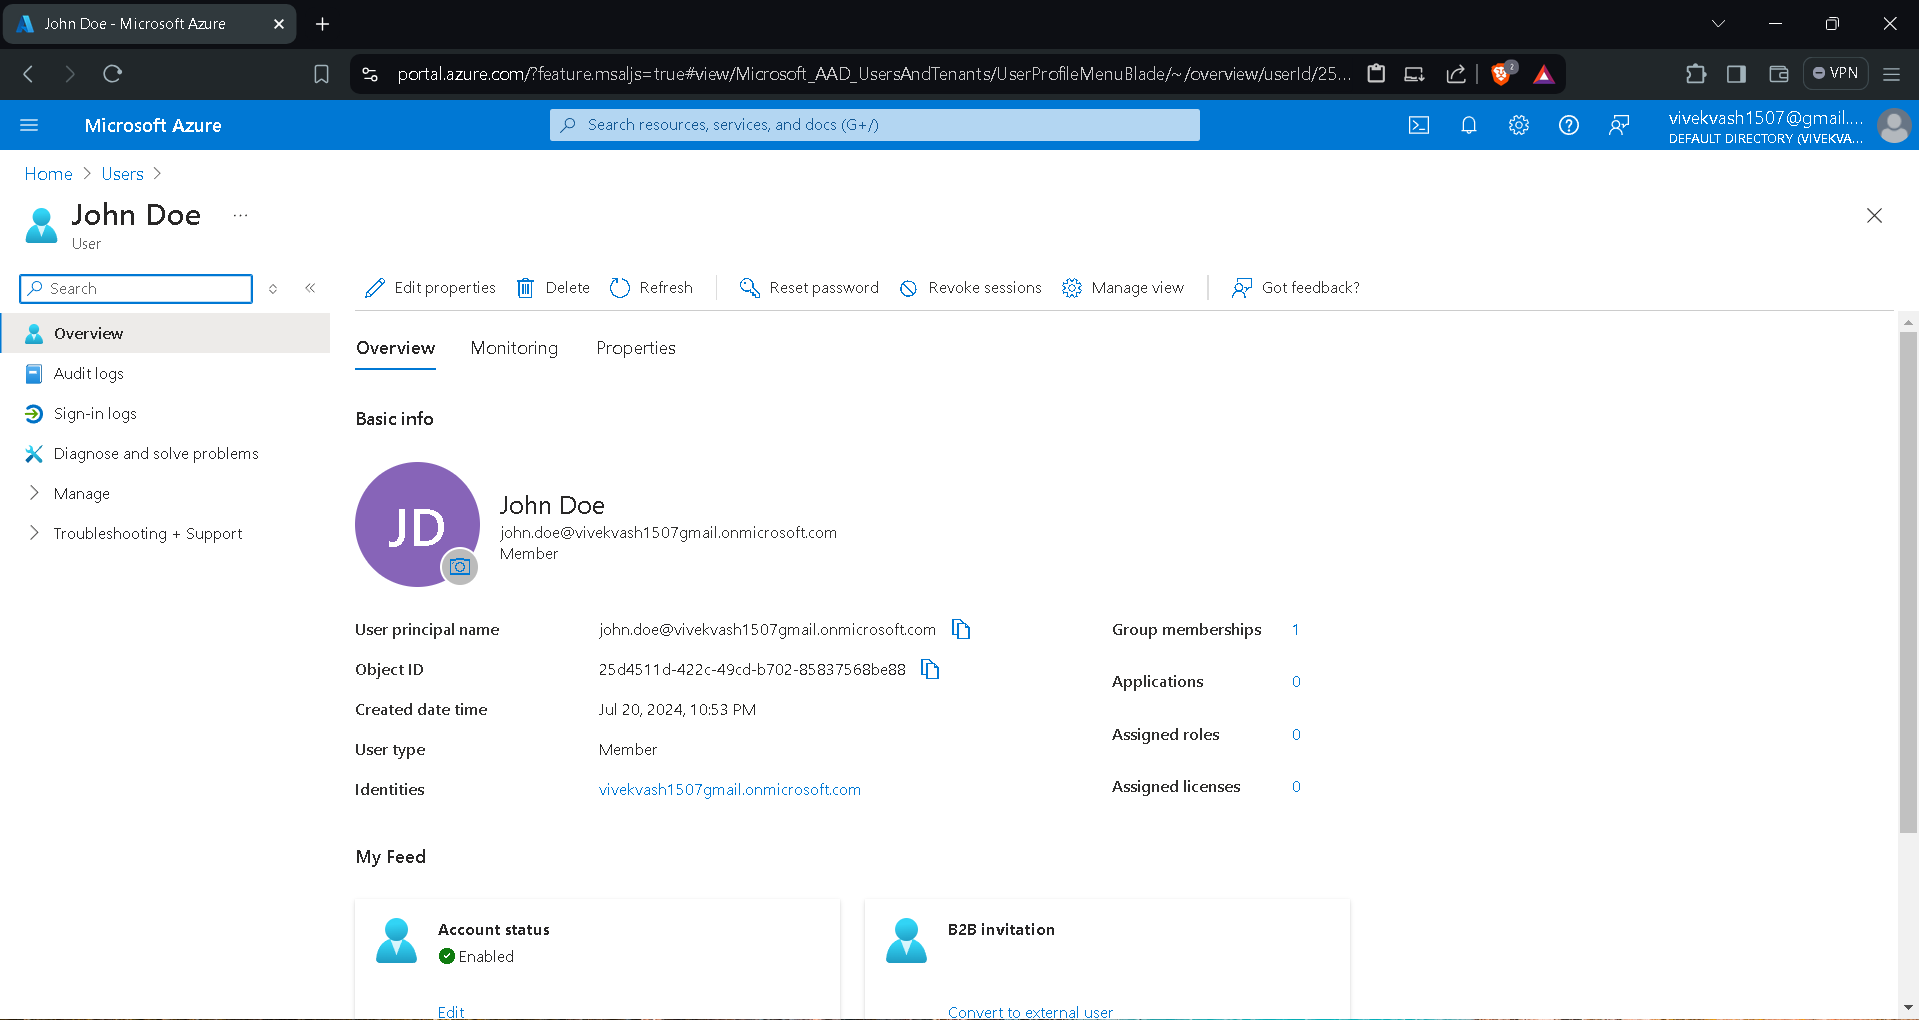 John Doe - Microsoft Azure
portal.azure.com/?feature.msaljs=true#view/Microsoft_AAD_UsersAndTenants/UserProfileMenuBlade/~/overview/userId/25...
2
VPN
Microsoft Azure
Search resources, services, and docs (G+/)
vivekvash1507@gmail....
DEFAULT DIRECTORY (VIVEKVA...
Home > Users >
John Doe ...
User
Search
Edit properties Delete Refresh Reset password Revoke sessions Manage view Got feedback?
Overview
Audit logs
Sign-in logs
Diagnose and solve problems
Manage
Troubleshooting + Support
Overview Monitoring Properties
Basic info
JD
John Doe
john.doe@vivekvash1507gmail.onmicrosoft.com
Member
User principal name john.doe@vivekvash1507gmail.onmicrosoft.com
Object ID 25d4511d-422c-49cd-b702-85837568be88
Created date time Jul 20, 2024, 10:53 PM
User type Member
Identities vivekvash1507gmail.onmicrosoft.com
Group memberships 1
Applications 0
Assigned roles 0
Assigned licenses 0
My Feed
Account status
Enabled
Edit
B2B invitation
Convert to external user